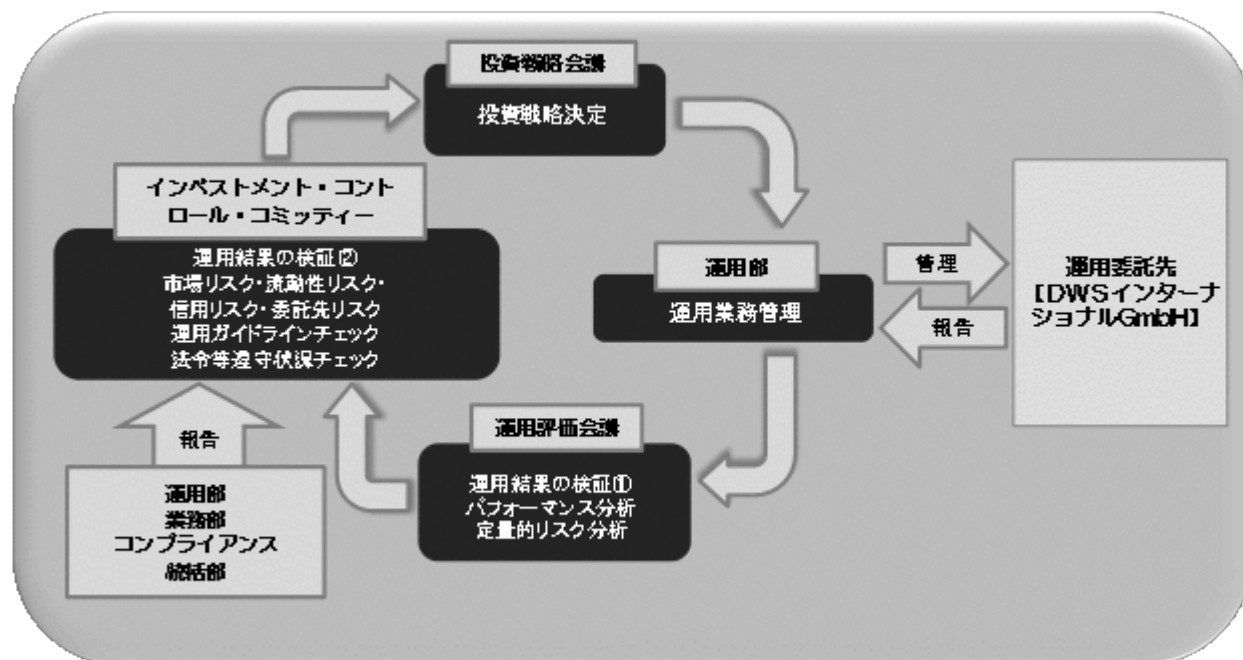 投資戦略会議
投資戦略決定
インベストメント・コント
ロール・コミッティー
運用結果の検証②
市場リスク・流動性リスク・
信用リスク・委託先リスク
運用ガイドラインチェック
法令等遵守状況チェック
運用部
運用業務管理
管理
報告
運用委託先
【DWSインターナ
ショナルGmbH】
運用評価会議
運用結果の検証①
パフォーマンス分析
定量的リスク分析
報告
運用部
業務部
コンプライアンス
統括部